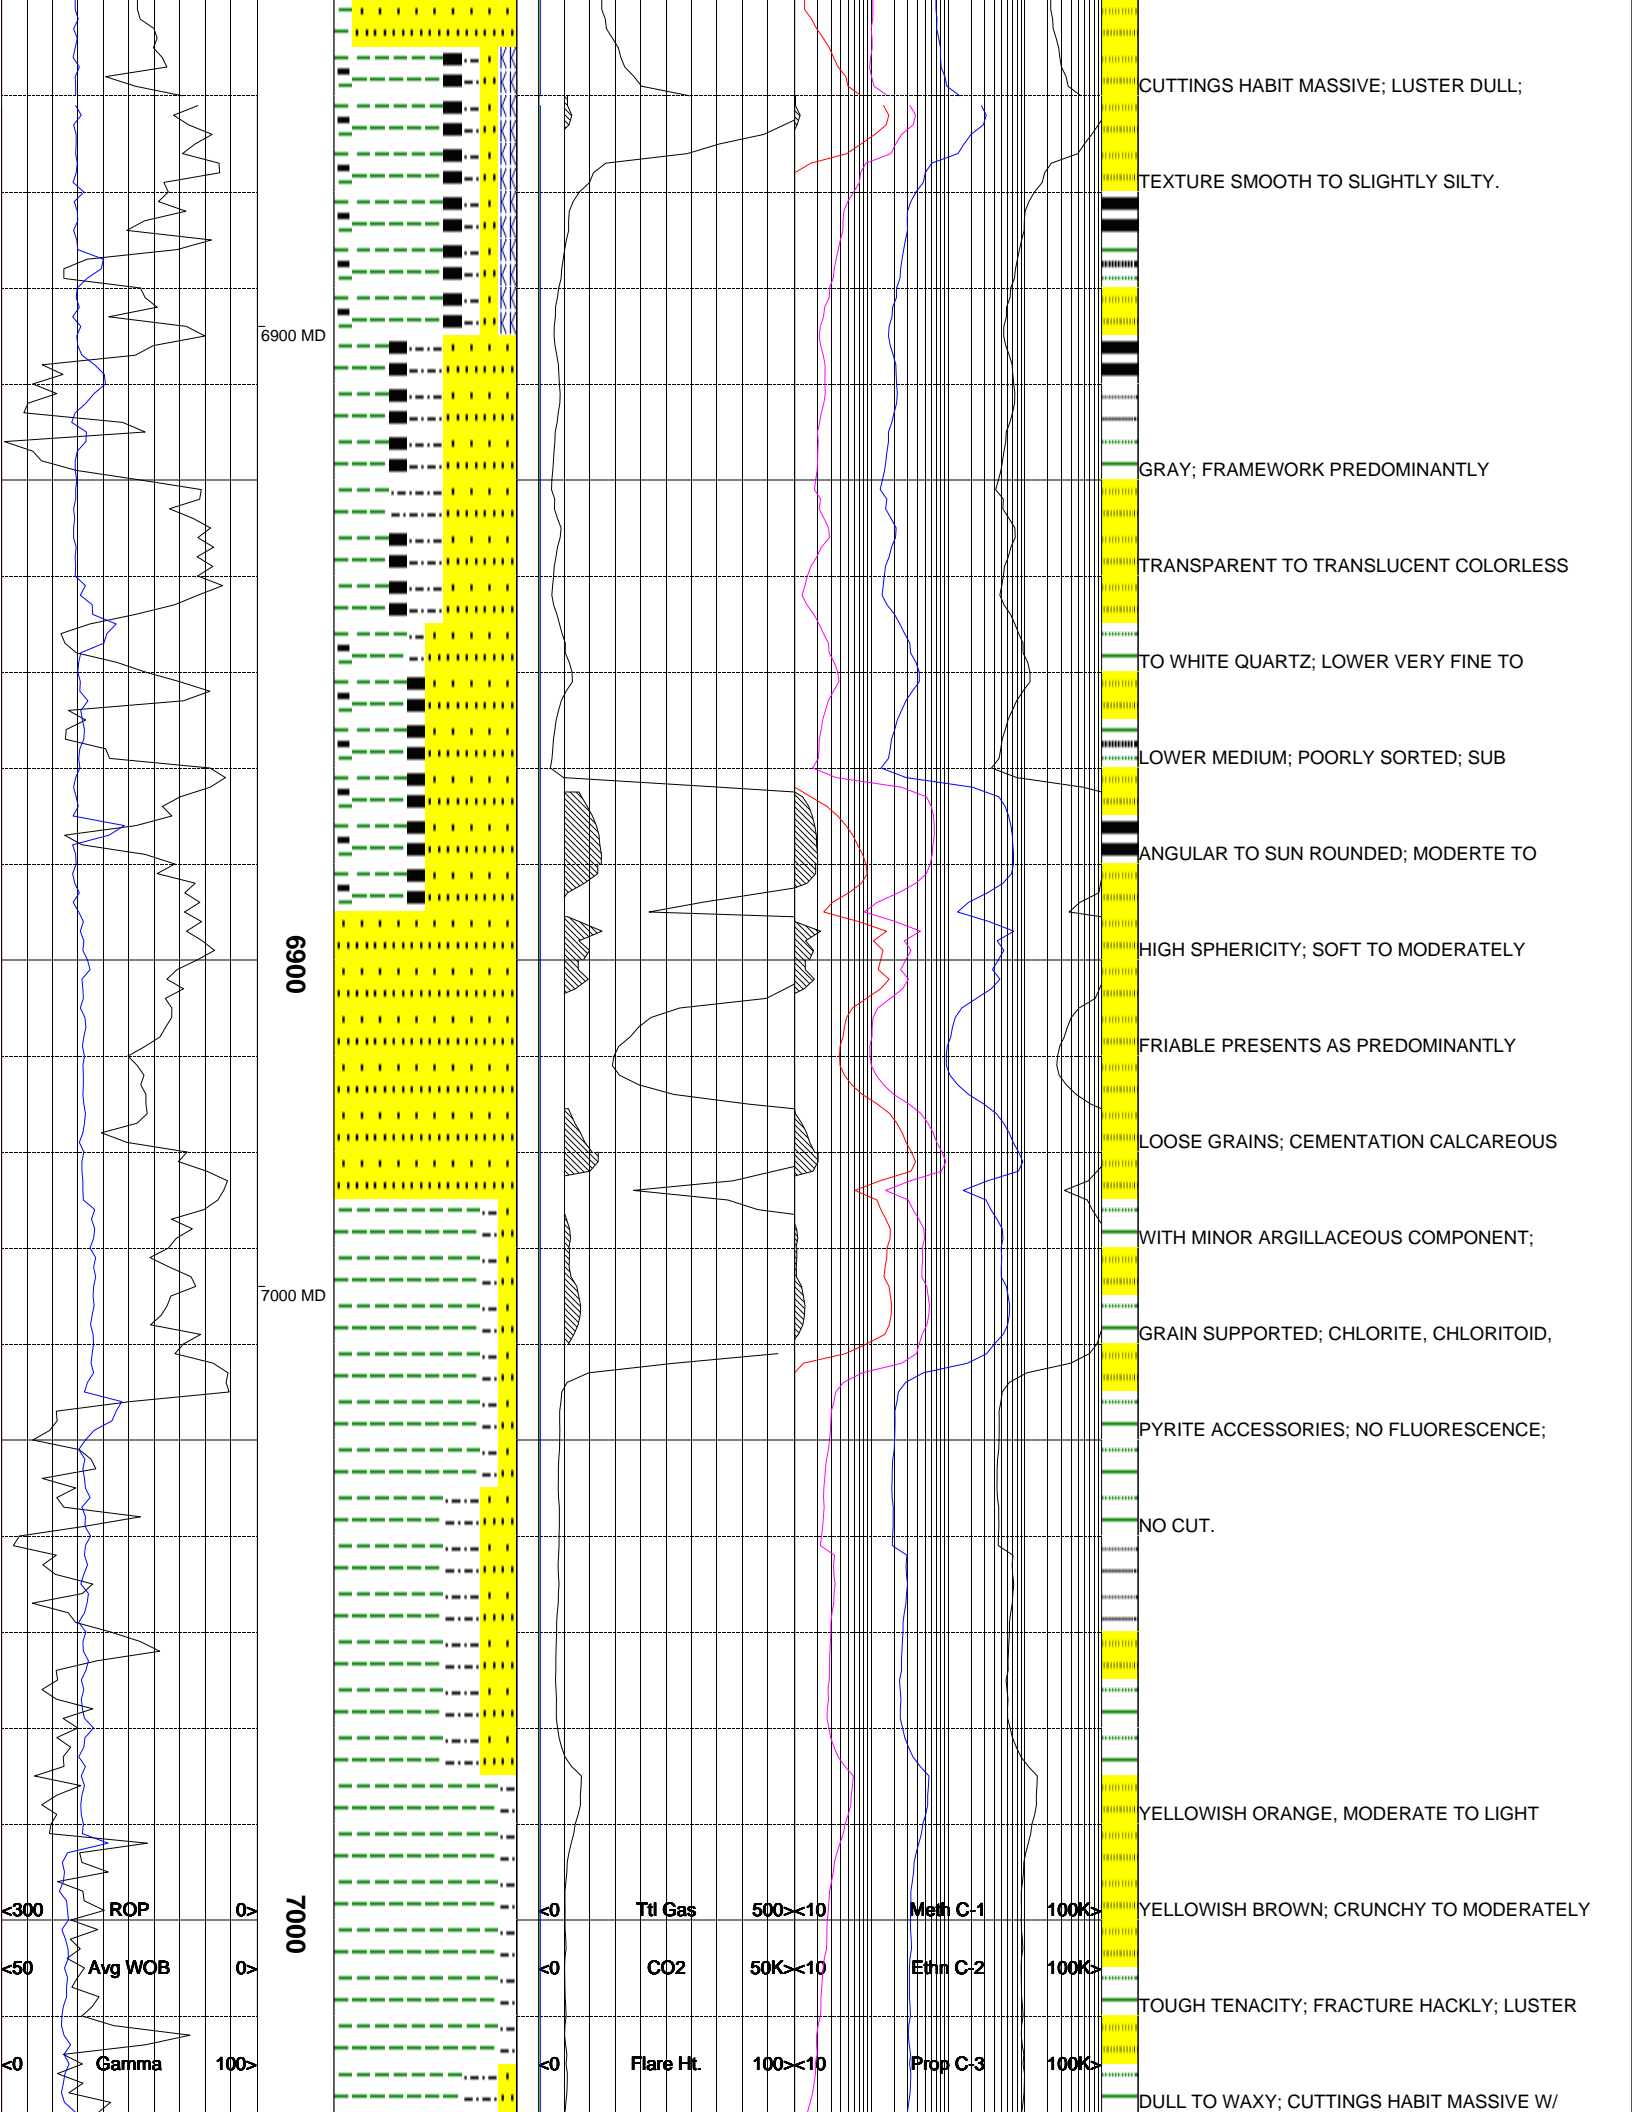 CUTTINGS HABIT MASSIVE; LUSTER DULL;
TEXTURE SMOOTH TO SLIGHTLY SILTY.
6900 MD
GRAY; FRAMEWORK PREDOMINANTLY
TRANSPARENT TO TRANSLUCENT COLORLESS
TO WHITE QUARTZ; LOWER VERY FINE TO
LOWER MEDIUM; POORLY SORTED; SUB
ANGULAR TO SUN ROUNDED; MODERTE TO
6900
HIGH SPHERICITY; SOFT TO MODERATELY
FRIABLE PRESENTS AS PREDOMINANTLY
LOOSE GRAINS; CEMENTATION CALCAREOUS
WITH MINOR ARGILLACEOUS COMPONENT;
7000 MD
GRAIN SUPPORTED; CHLORITE, CHLORITOID,
PYRITE ACCESSORIES; NO FLUORESCENCE;
NO CUT.
YELLOWISH ORANGE, MODERATE TO LIGHT
7000
<300 ROP 0> <0 Ttl Gas 500> <10 Meth C-1 100K> YELLOWISH BROWN; CRUNCHY TO MODERATELY
<50 Avg WOB 0> <0 CO2 50K> <10 Ethn C-2 100K>
TOUGH TENACITY; FRACTURE HACKLY; LUSTER
<0 Gamma 100> <0 Flare Ht. 100> <10 Prop C-3 100K>
DULL TO WAXY; CUTTINGS HABIT MASSIVE W/